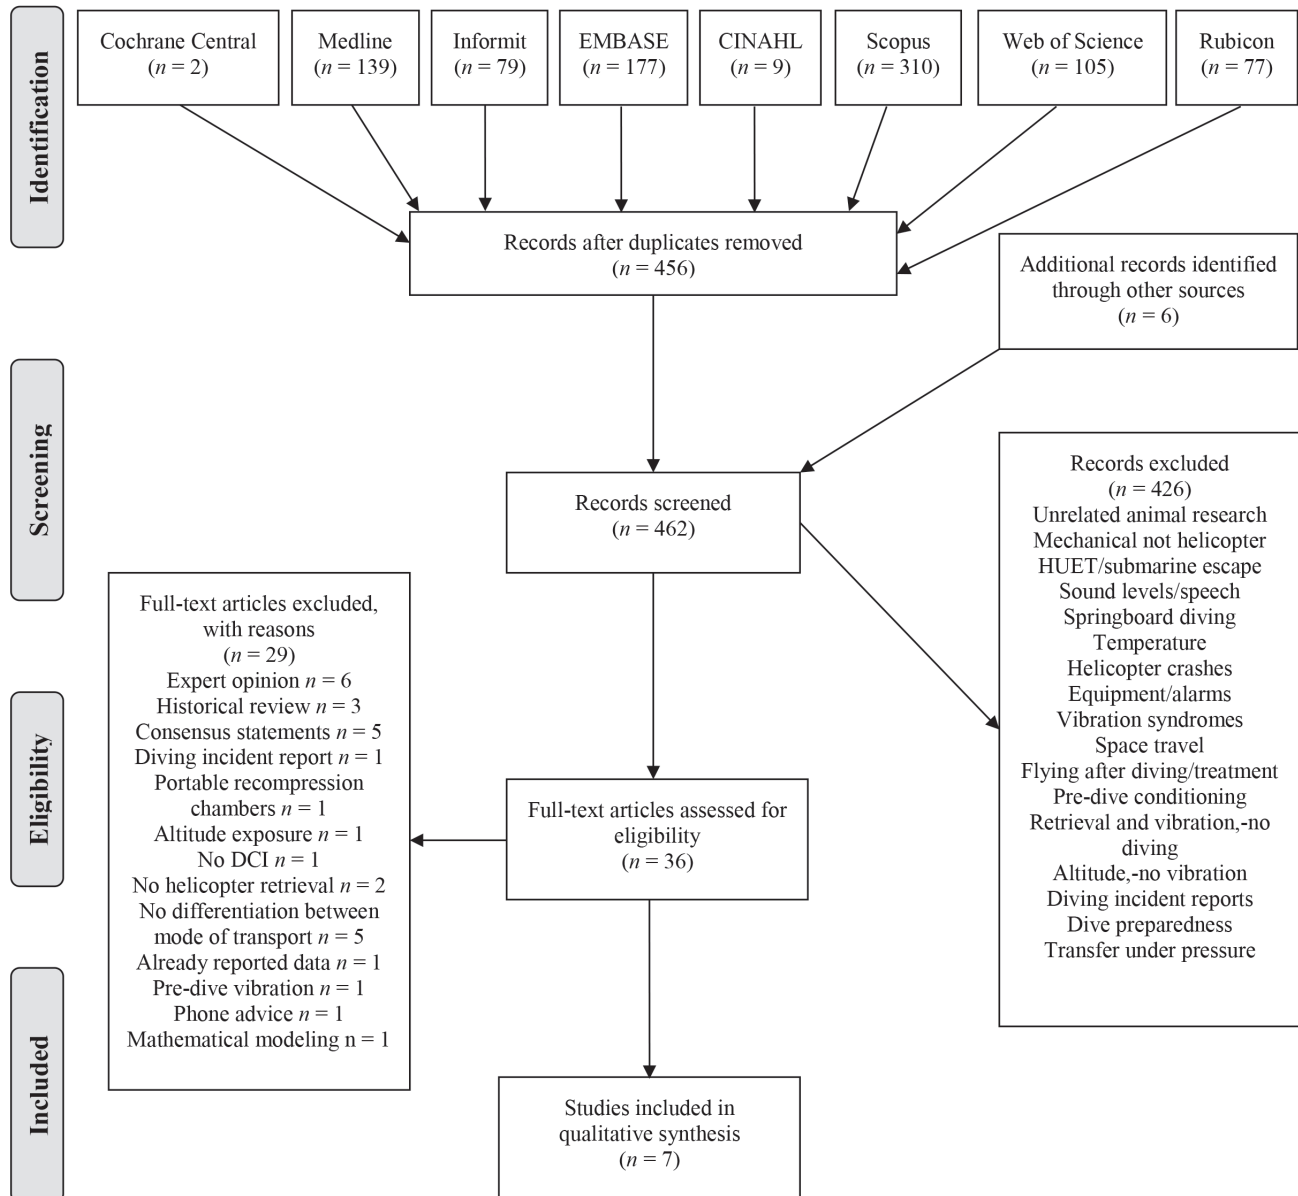 Identification
Cochrane Central
(n = 2)
Medline
(n = 139)
Informit
(n = 79)
EMBASE
(n = 177)
CINAHL
(n = 9)
Scopus
(n = 310)
Web of Science
(n = 105)
Rubicon
(n = 77)
Records after duplicates removed
(n = 456)
Additional records identified
through other sources
(n = 6)
Screening
Records screened
(n = 462)
Records excluded
(n = 426)
Unrelated animal research
Mechanical not helicopter
HUET/submarine escape
Sound levels/speech
Springboard diving
Temperature
Helicopter crashes
Equipment/alarms
Vibration syndromes
Space travel
Flying after diving/treatment
Pre-dive conditioning
Retrieval and vibration,-no
diving
Altitude,-no vibration
Diving incident reports
Dive preparedness
Transfer under pressure
Eligibility
Full-text articles assessed for
eligibility
(n = 36)
Full-text articles excluded,
with reasons
(n = 29)
Expert opinion n = 6
Historical review n = 3
Consensus statements n = 5
Diving incident report n = 1
Portable recompression
chambers n = 1
Altitude exposure n = 1
No DCI n = 1
No helicopter retrieval n = 2
No differentiation between
mode of transport n = 5
Already reported data n = 1
Pre-dive vibration n = 1
Phone advice n = 1
Mathematical modeling n = 1
Included
Studies included in
qualitative synthesis
(n = 7)